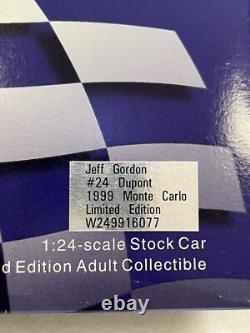 Jeff Gordon
#24 Dupont
1999 Monte Carlo
Limited Edition
W249916077
1:24-scale Stock Car
d Edition Adult Collectible